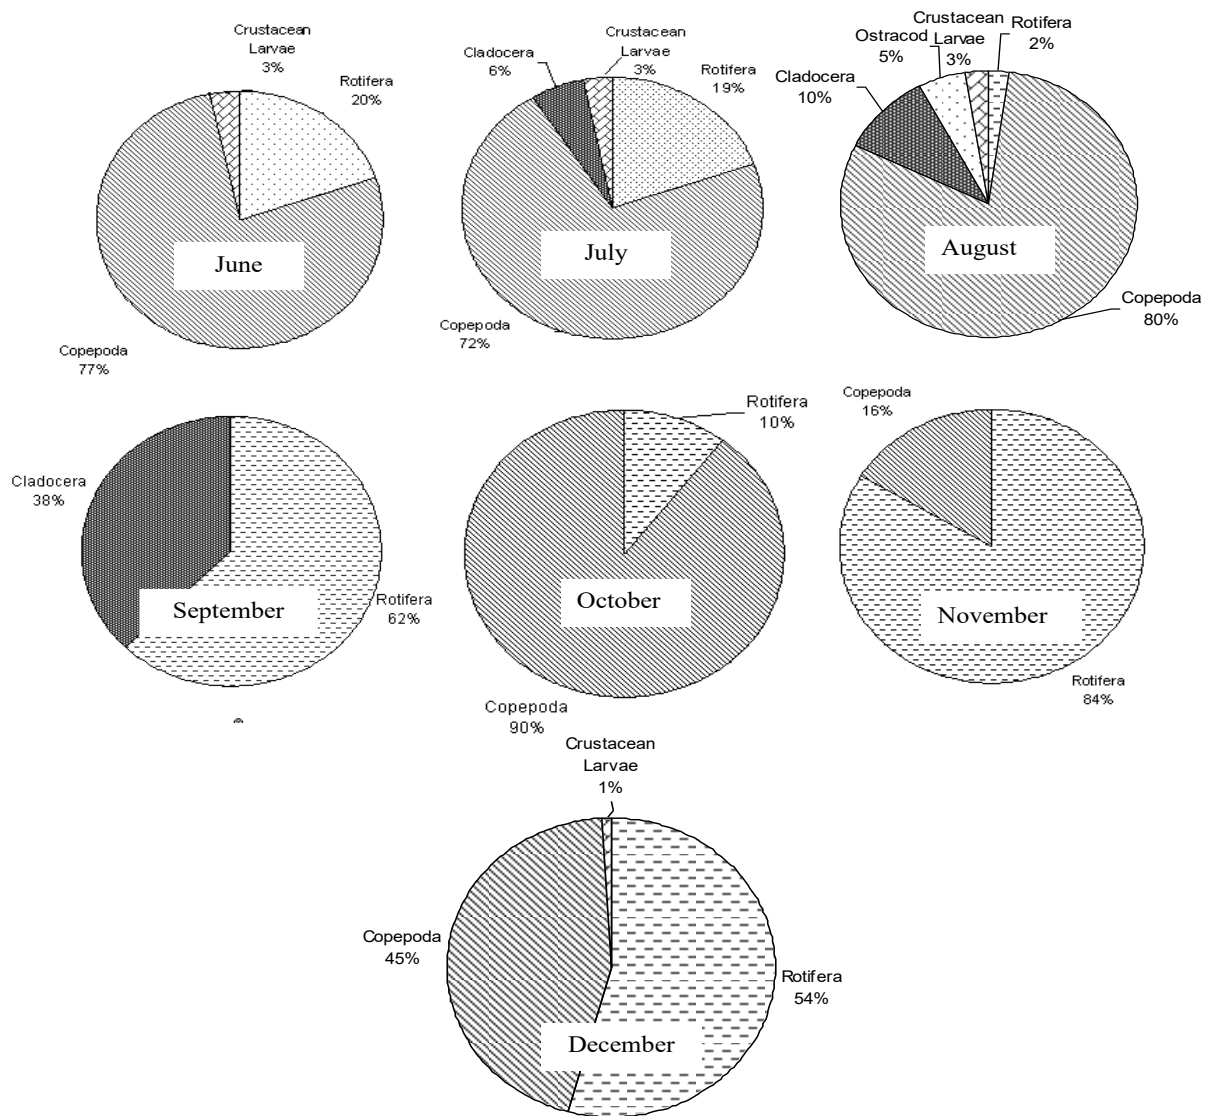 Crustacean
Larvae
3%
Rotifera
20%
June
Copepoda
77%
Cladocera
6%
Crustacean
Larvae
3%
Rotifera
19%
July
Copepoda
72%
Cladocera
10%
Ostracod
5%
Crustacean
Larvae
3%
Rotifera
2%
August
Copepoda
80%
Cladocera
38%
September
Rotifera
62%
Rotifera
10%
October
Copepoda
90%
Copepoda
16%
November
Rotifera
84%
Crustacean
Larvae
1%
Copepoda
45%
Rotifera
54%
December